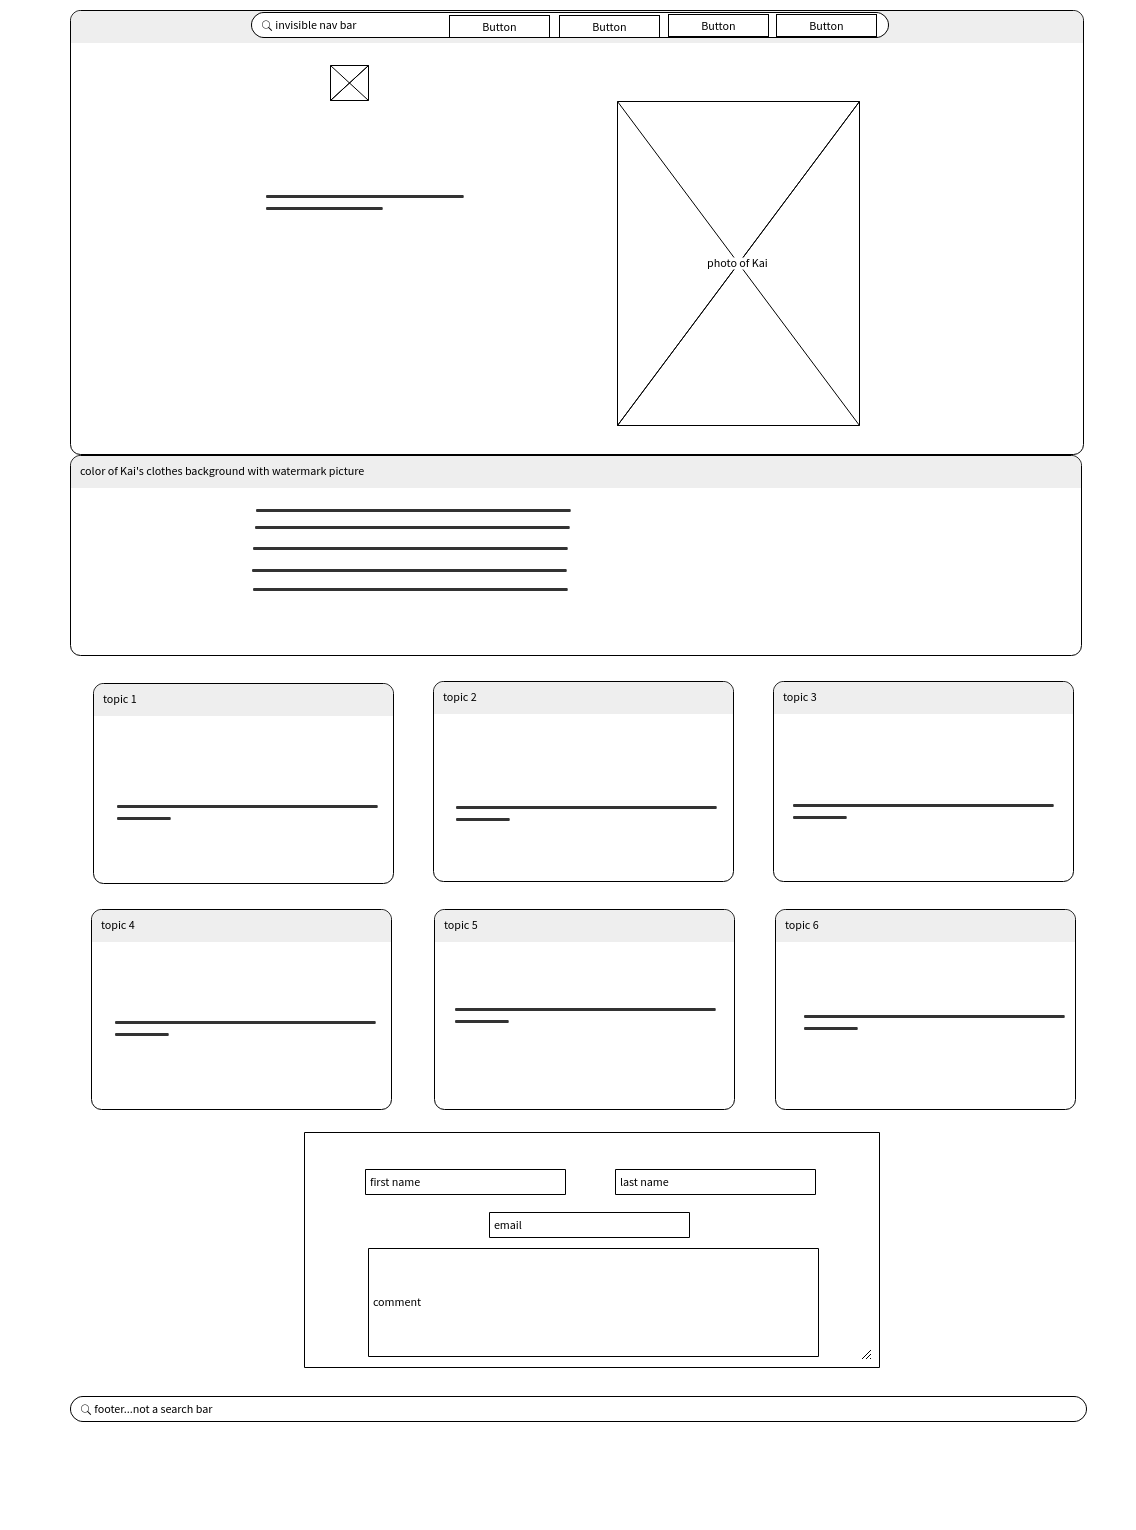 invisible nav bar
Button
Button
Button
Button
photo of Kai
color of Kai's clothes background with watermark picture
topic 1
topic 2
topic 3
topic 4
topic 5
topic 6
first name
last name
email
comment
footer...not a search bar